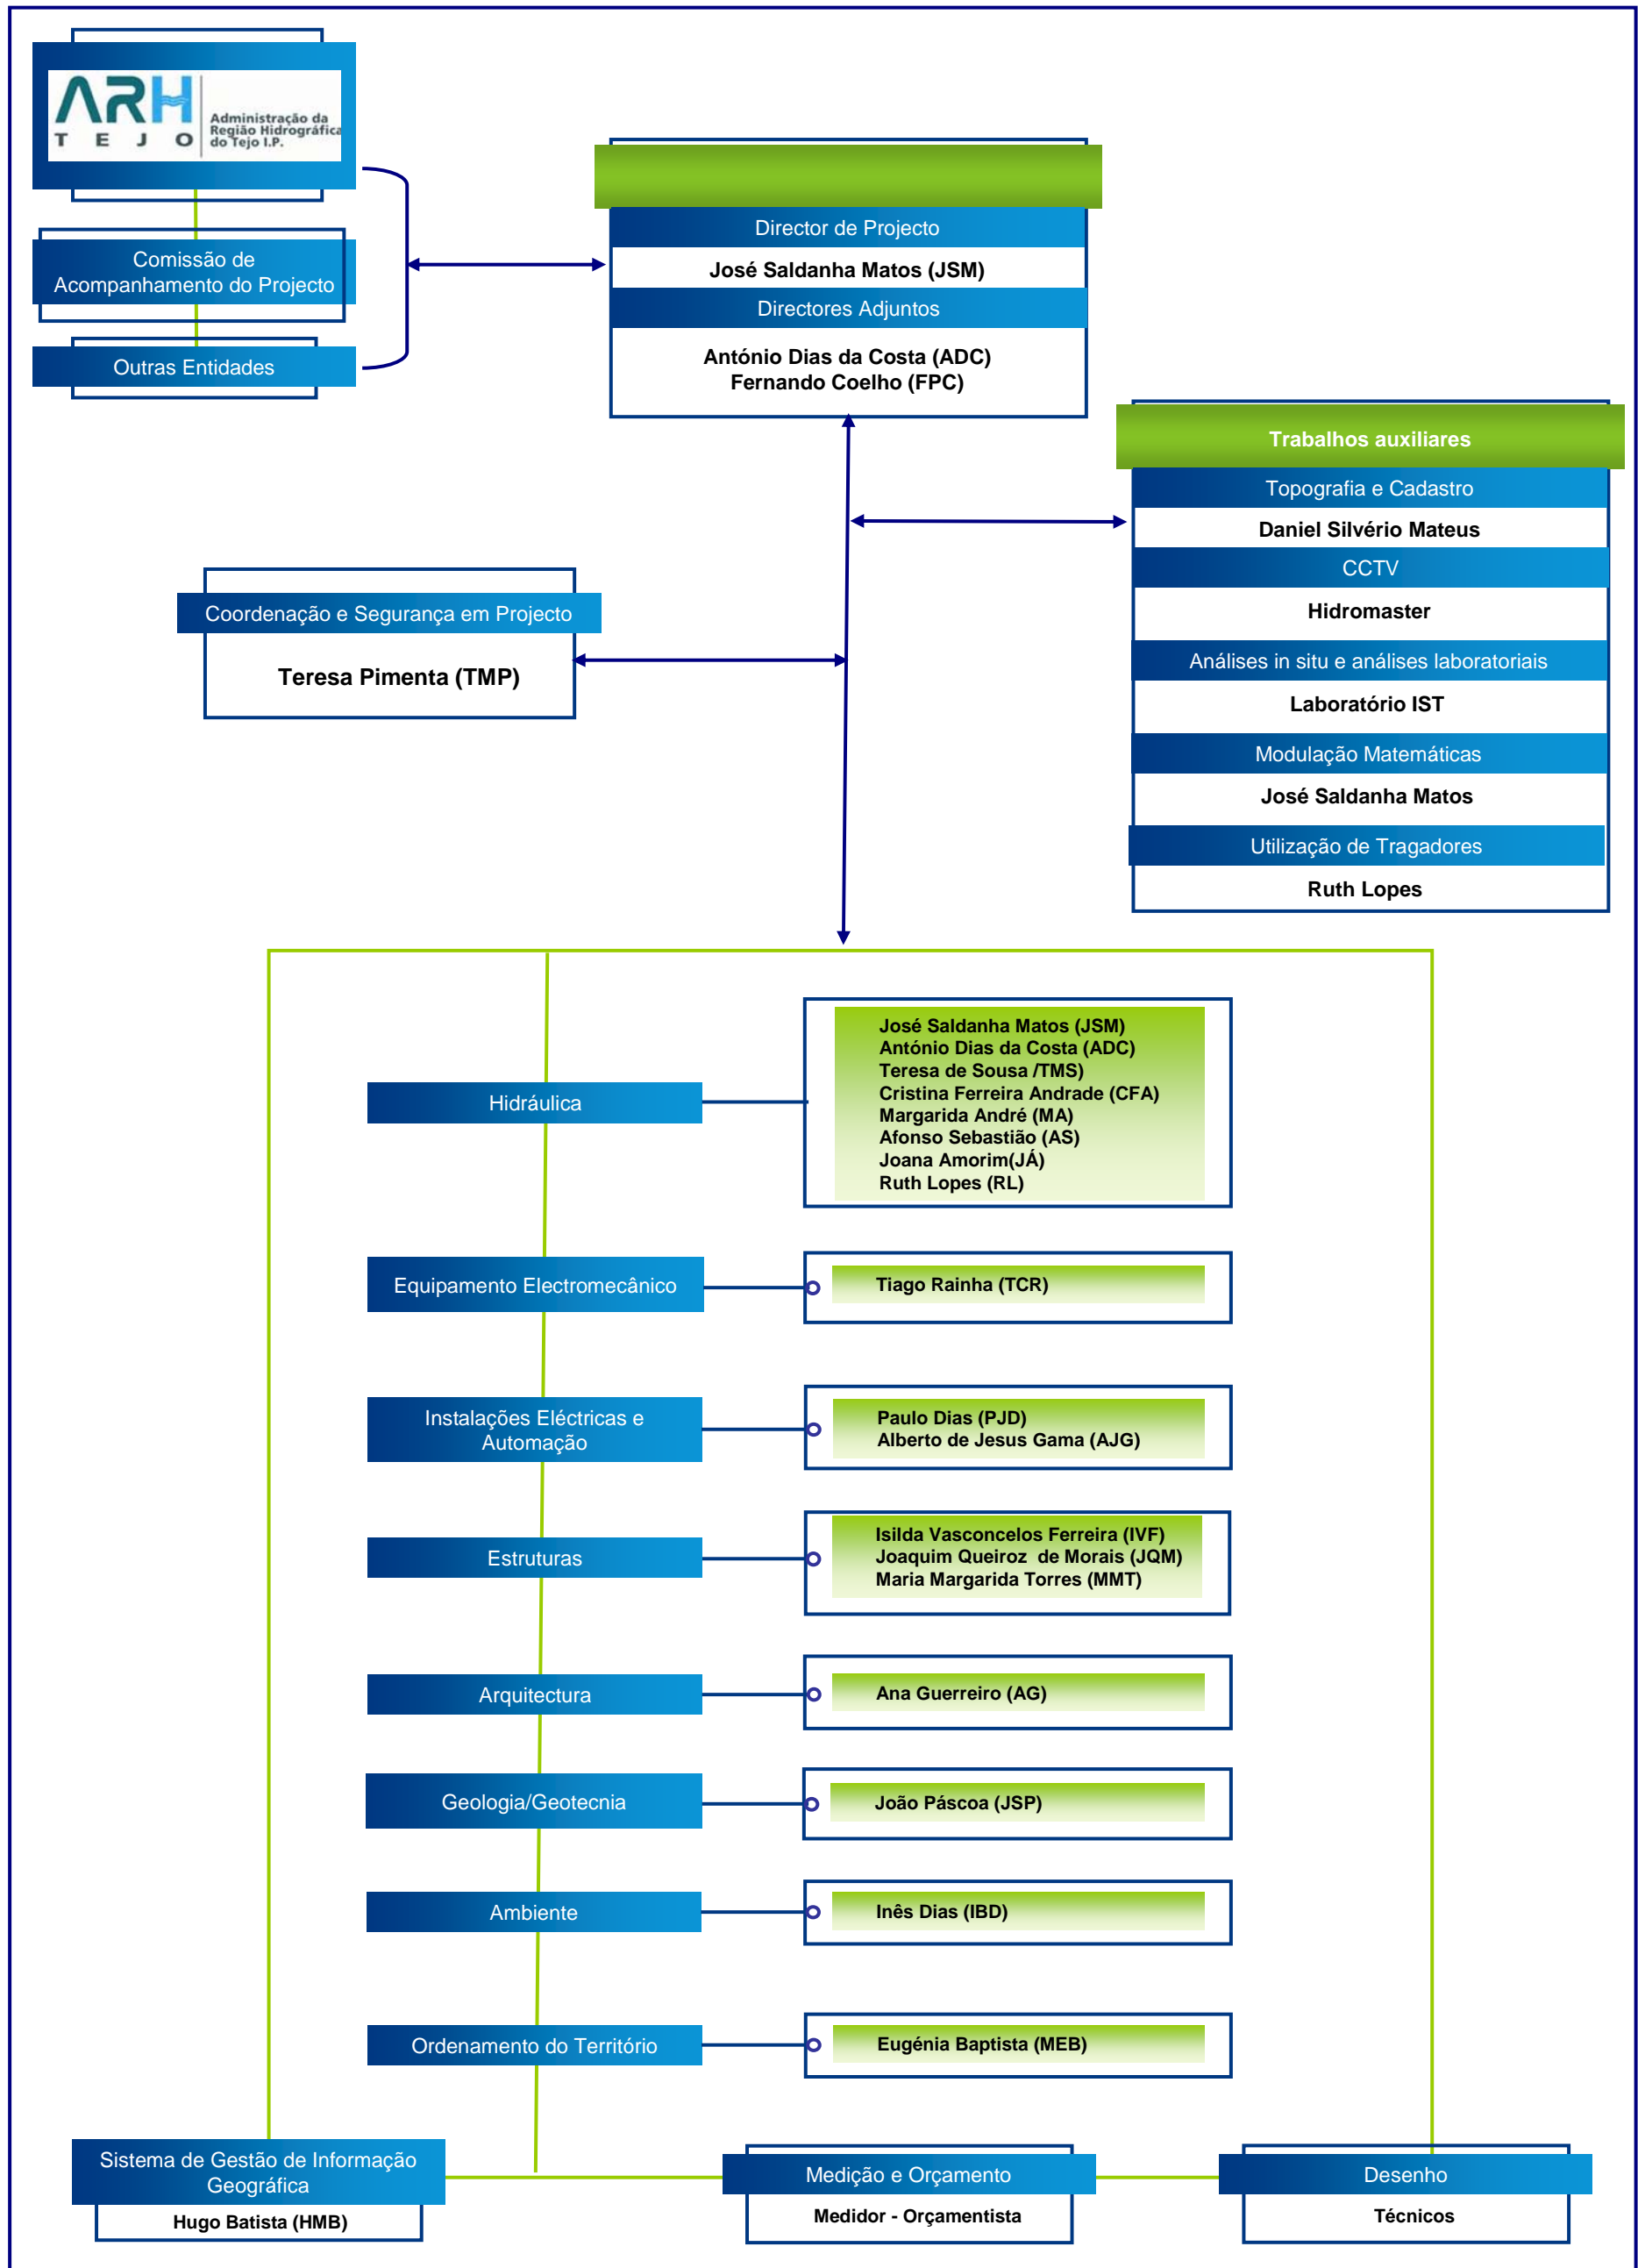 ARH
TEJO
Administração da
Região Hidrográfica
do Tejo I.P.
Comissão de
Acompanhamento do Projecto
Outras Entidades
Director de Projecto
José Saldanha Matos (JSM)
Directores Adjuntos
António Dias da Costa (ADC)
Fernando Coelho (FPC)
Trabalhos auxiliares
Topografia e Cadastro
Daniel Silvério Mateus
CCTV
Hidromaster
Análises in situ e análises laboratoriais
Laboratório IST
Modulação Matemáticas
José Saldanha Matos
Utilização de Tragadores
Ruth Lopes
Coordenação e Segurança em Projecto
Teresa Pimenta (TMP)
Hidráulica
José Saldanha Matos (JSM)
António Dias da Costa (ADC)
Teresa de Sousa /TMS)
Cristina Ferreira Andrade (CFA)
Margarida André (MA)
Afonso Sebastião (AS)
Joana Amorim(JÁ)
Ruth Lopes (RL)
Equipamento Electromecânico
Tiago Rainha (TCR)
Instalações Eléctricas e
Automação
Paulo Dias (PJD)
Alberto de Jesus Gama (AJG)
Estruturas
Isilda Vasconcelos Ferreira (IVF)
Joaquim Queiroz de Morais (JQM)
Maria Margarida Torres (MMT)
Arquitectura
Ana Guerreiro (AG)
Geologia/Geotecnia
João Páscoa (JSP)
Ambiente
Inês Dias (IBD)
Ordenamento do Território
Eugénia Baptista (MEB)
Sistema de Gestão de Informação
Geográfica
Hugo Batista (HMB)
Medição e Orçamento
Medidor - Orçamentista
Desenho
Técnicos